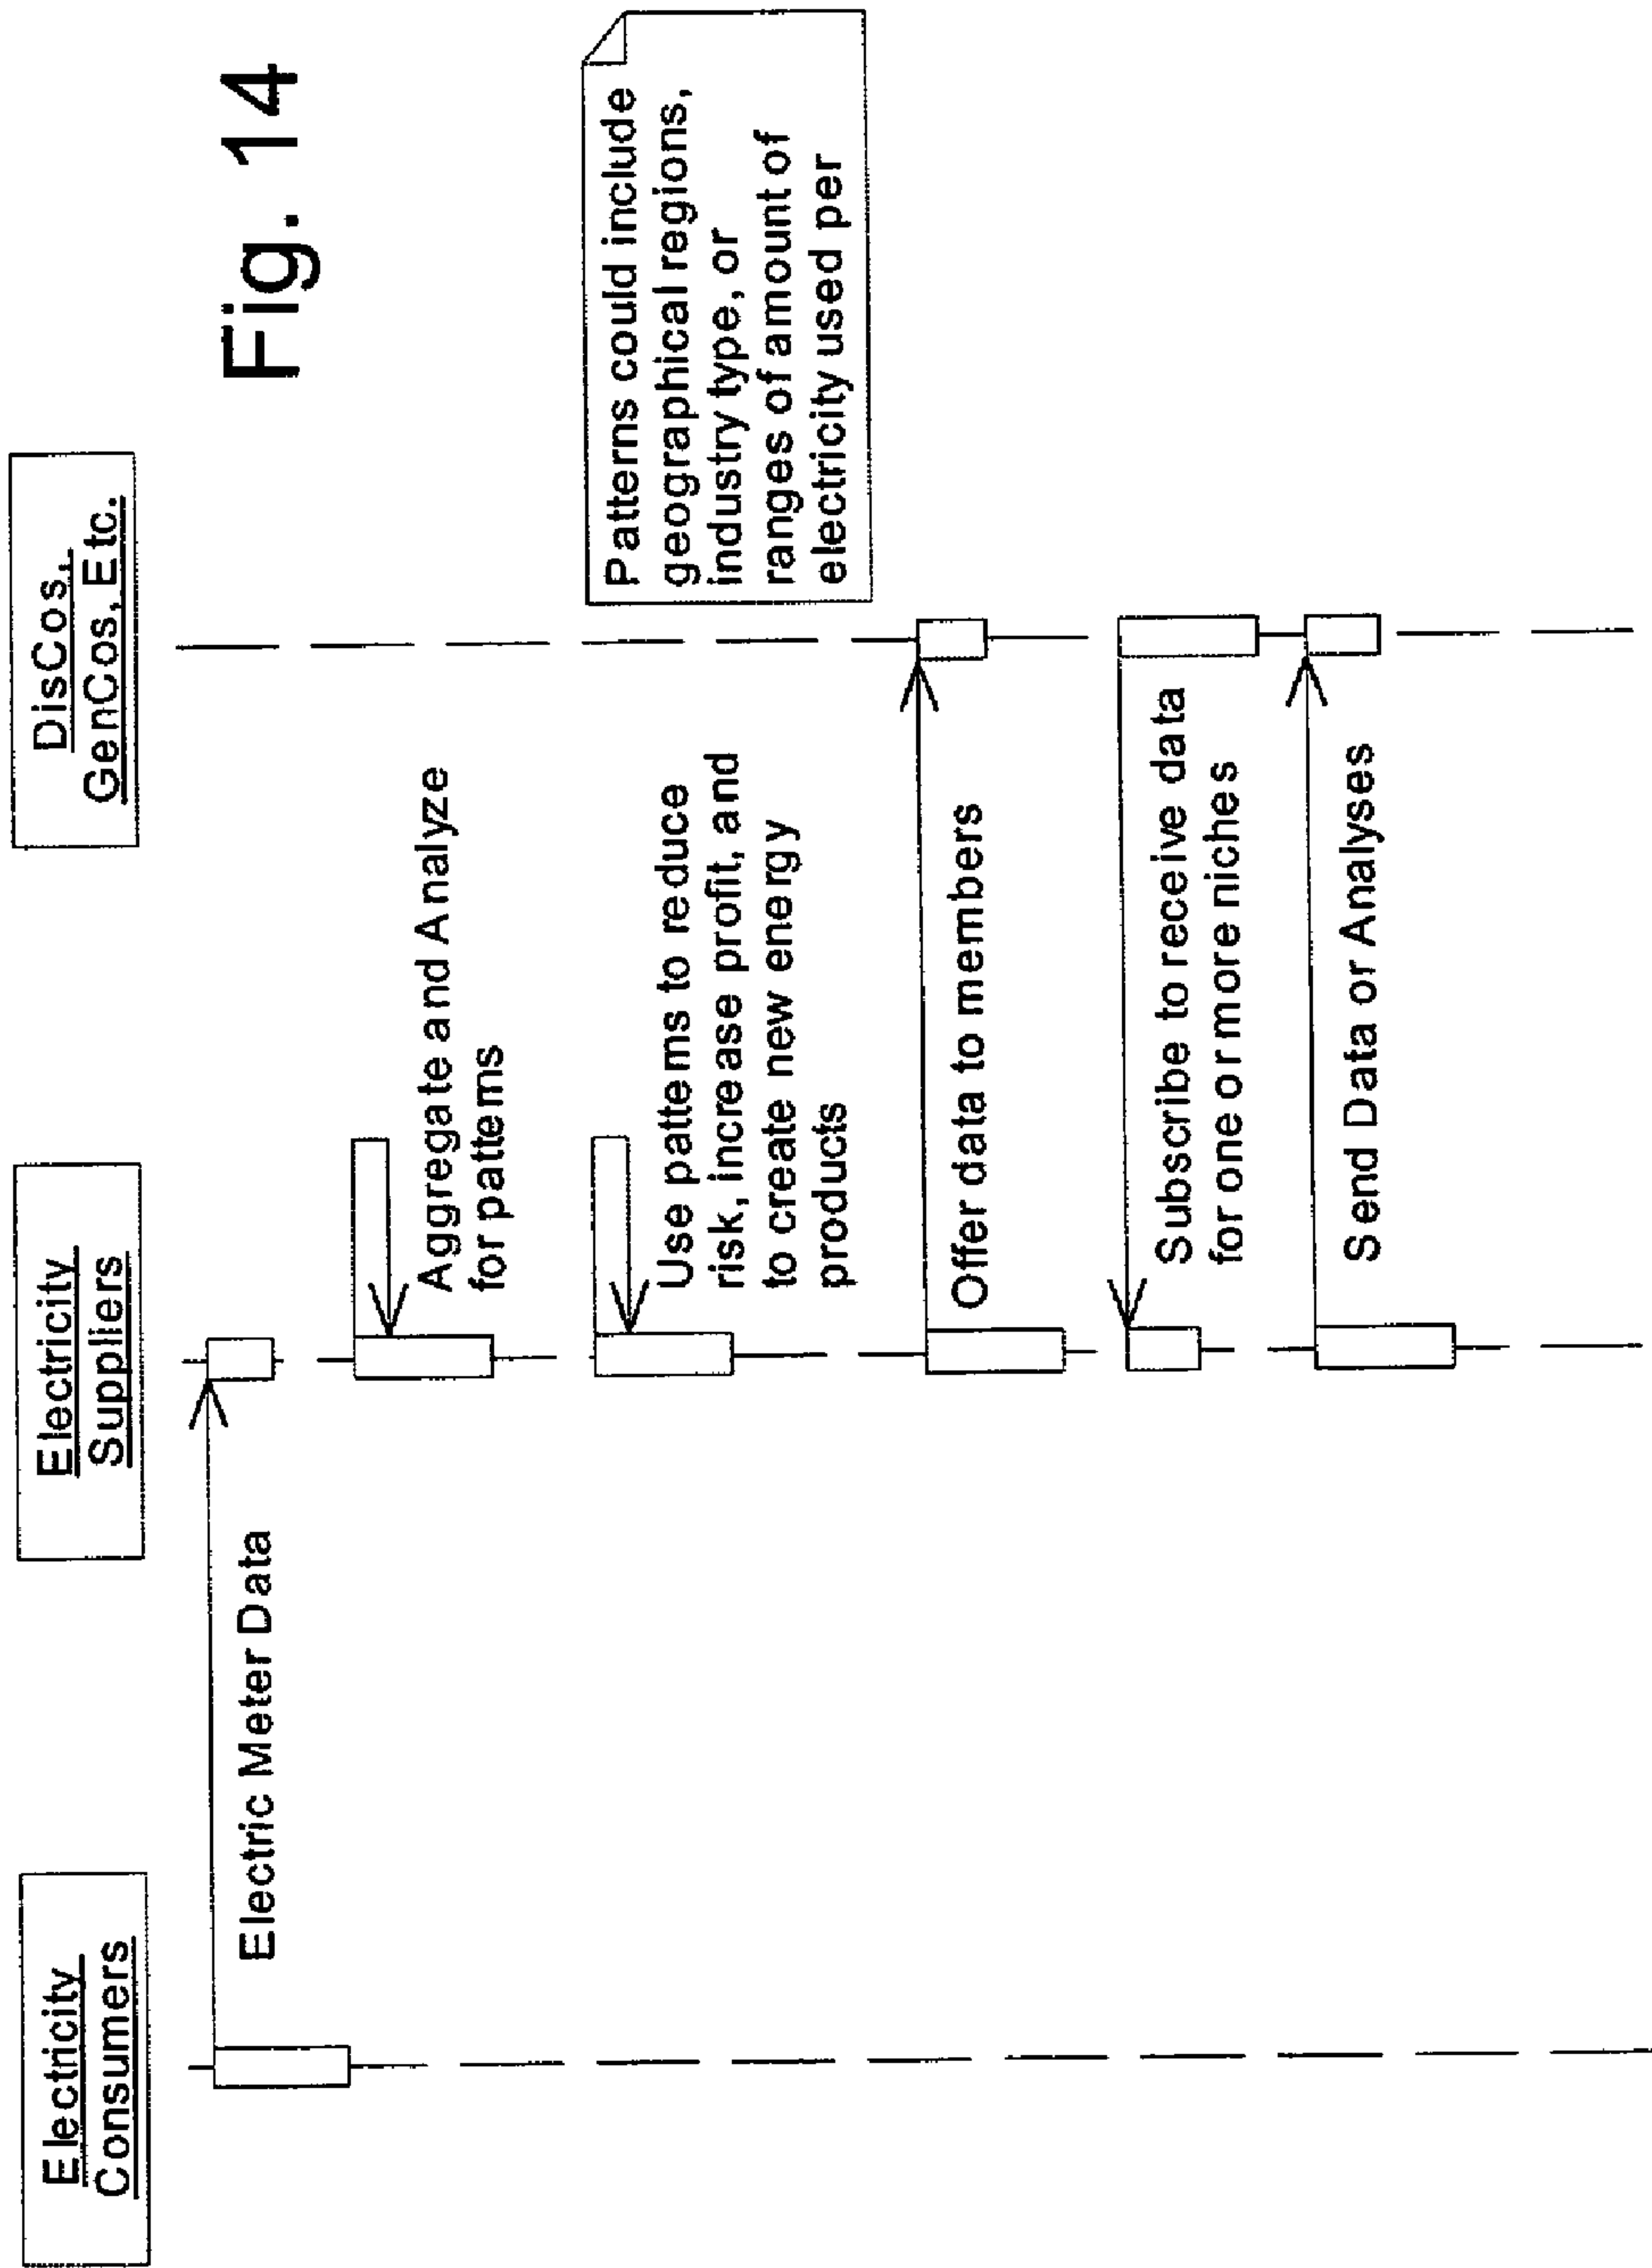 Fig. 14
Electricity
Consumers
Electricity
Suppliers
DisCos,
GenCos, Etc.
Electric Meter Data
Aggregate and Analyze
for patterns
Patterns could include
geographical regions,
industry type, or
ranges of amount of
electricity used per
Use patterns to reduce
risk, increase profit, and
to create new energy
products
Offer data to members
Subscribe to receive data
for one or more niches
Send Data or Analyses